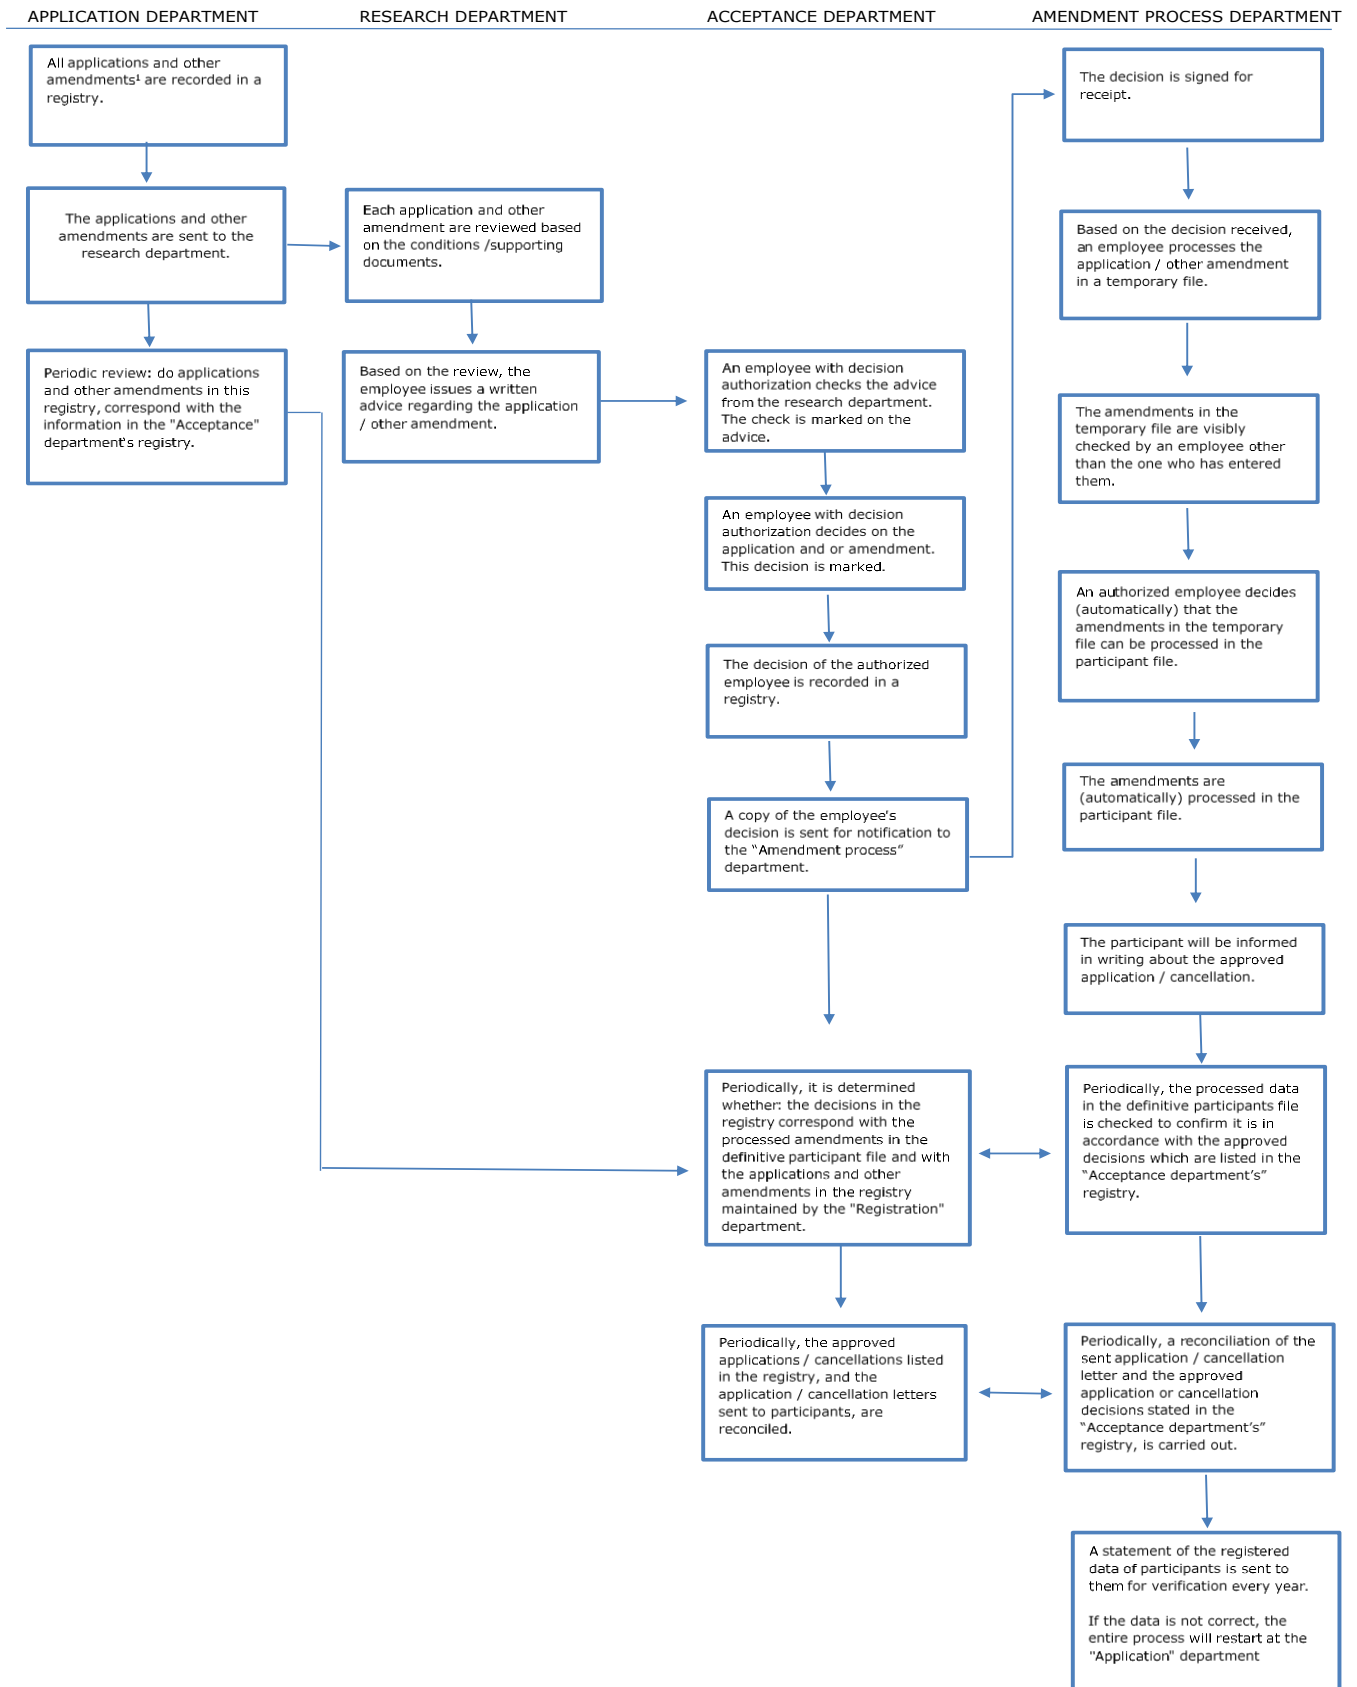 APPLICATION DEPARTMENT
RESEARCH DEPARTMENT
ACCEPTANCE DEPARTMENT
AMENDMENT PROCESS DEPARTMENT
All applications and other
amendments¹ are recorded in a
registry.
The applications and other
amendments are sent to the
research department.
Periodic review: do applications
and other amendments in this
registry, correspond with the
information in the "Acceptance"
department's registry.
Each application and other
amendment are reviewed based
on the conditions /supporting
documents.
Based on the review, the
employee issues a written
advice regarding the application
/ other amendment.
An employee with decision
authorization checks the advice
from the research department.
The check is marked on the
advice.
An employee with decision
authorization decides on the
application and or amendment.
This decision is marked.
The decision of the authorized
employee is recorded in a
registry.
A copy of the employee's
decision is sent for notification to
the “Amendment process”
department.
Periodically, it is determined
whether: the decisions in the
registry correspond with the
processed amendments in the
definitive participant file and with
the applications and other
amendments in the registry
maintained by the "Registration"
department.
Periodically, the approved
applications / cancellations listed
in the registry, and the
application / cancellation letters
sent to participants, are
reconciled.
The decision is signed for
receipt.
Based on the decision received,
an employee processes the
application / other amendment
in a temporary file.
The amendments in the
temporary file are visibly
checked by an employee other
than the one who has entered
them.
An authorized employee decides
(automatically) that the
amendments in the temporary
file can be processed in the
participant file.
The amendments are
(automatically) processed in the
participant file.
The participant will be informed
in writing about the approved
application / cancellation.
Periodically, the processed data
in the definitive participants file
is checked to confirm it is in
accordance with the approved
decisions which are listed in the
“Acceptance department’s”
registry.
Periodically, a reconciliation of the
sent application / cancellation
letter and the approved
application or cancellation
decisions stated in the
“Acceptance department’s”
registry, is carried out.
A statement of the registered
data of participants is sent to
them for verification every year.
If the data is not correct, the
entire process will restart at the
"Application" department